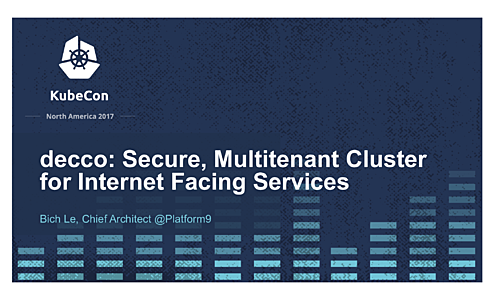 KubeCon
North America 2017
decco: Secure, Multitenant Cluster
for Internet Facing Services
Bich Le, Chief Architect @Platform9